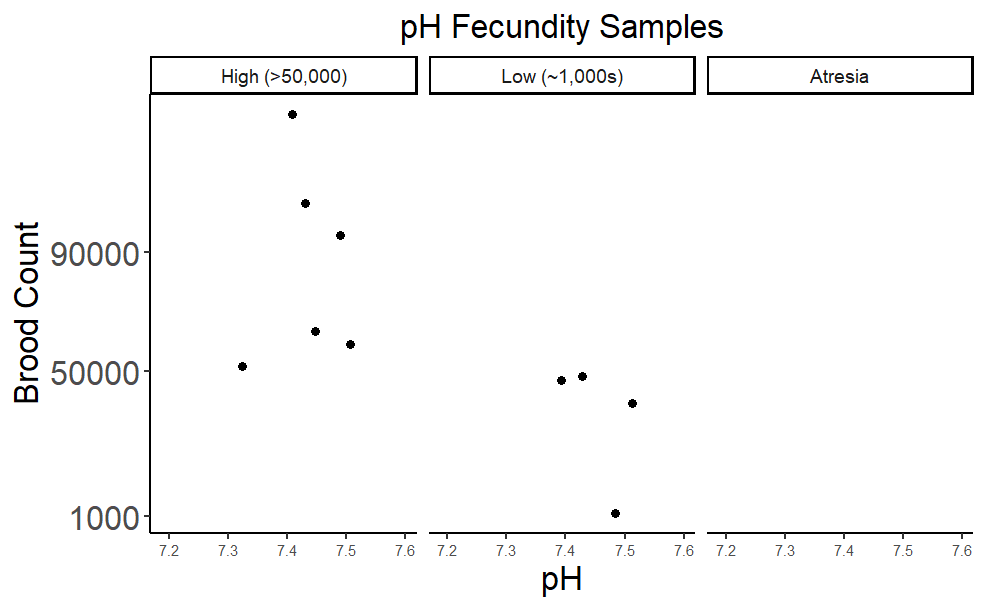 pH Fecundity Samples
High (>50,000) Low (~1,000s) Atresia
Brood Count
90000
50000
1000
7.2 7.3 7.4 7.5 7.6 7.2 7.3 7.4 7.5 7.6 7.2 7.3 7.4 7.5 7.6
pH